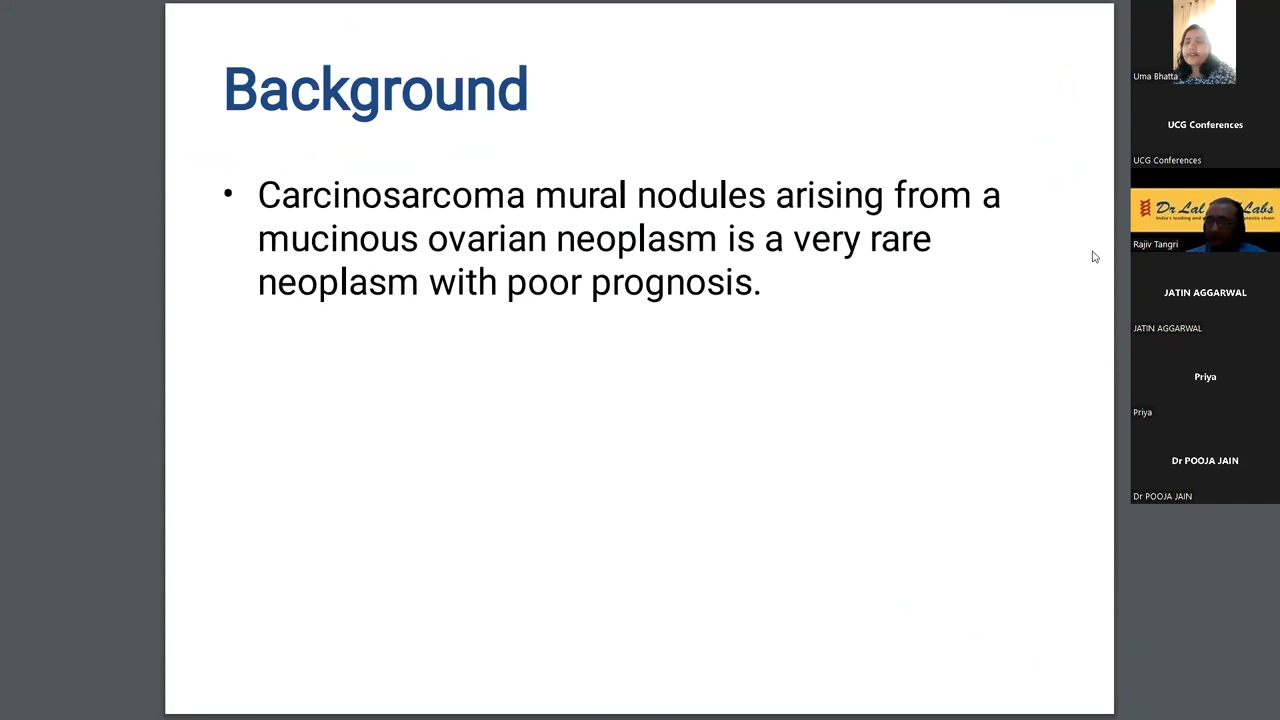 Background
• Carcinosarcoma mural nodules arising from a
mucinous ovarian neoplasm is a very rare
neoplasm with poor prognosis.
Uma Bhatta
UCG Conferences
UCG Conferences
Dr Lal
Labs
Rajiv Tangri
JATIN AGGARWAL
JATIN AGGARWAL
Priya
Priya
Dr POOJA JAIN
Dr POOJA JAIN